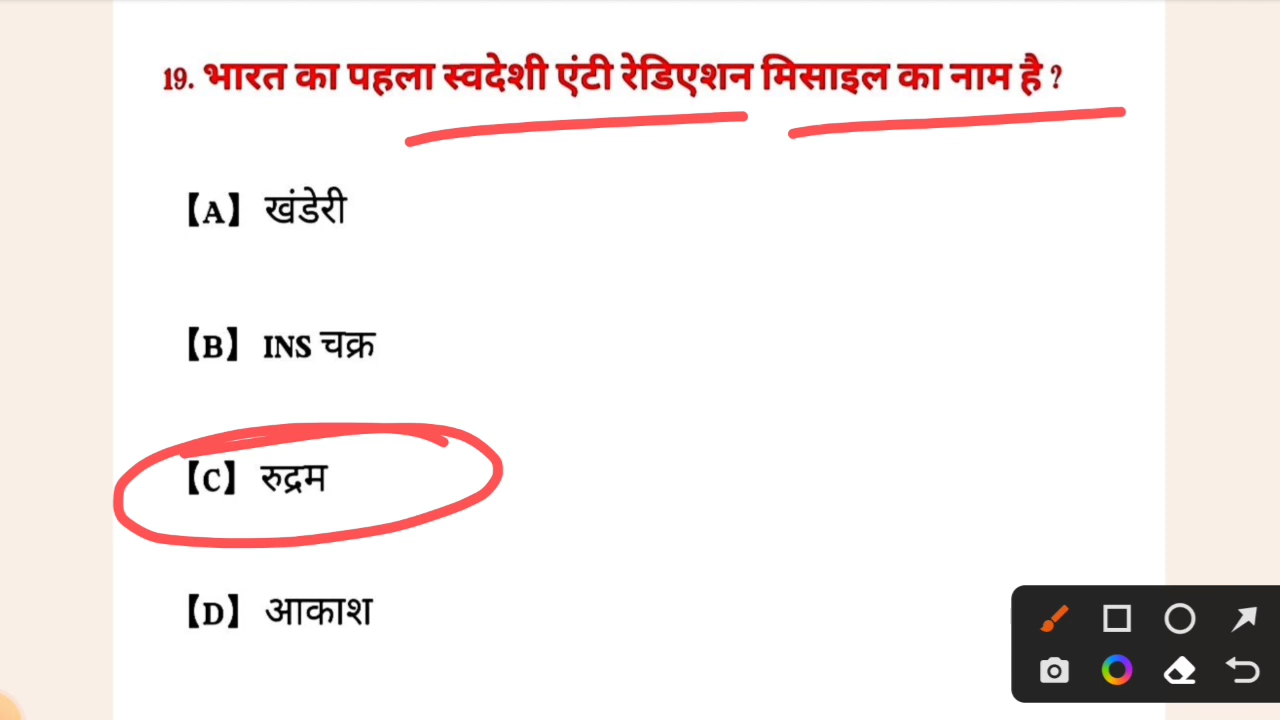 19. भारत का पहला स्वदेशी एंटी रेडिएशन मिसाइल का नाम है ?
【A】 खंडेरी
【B】 INS चक्र
【C】 रुद्रम
【D】 आकाश